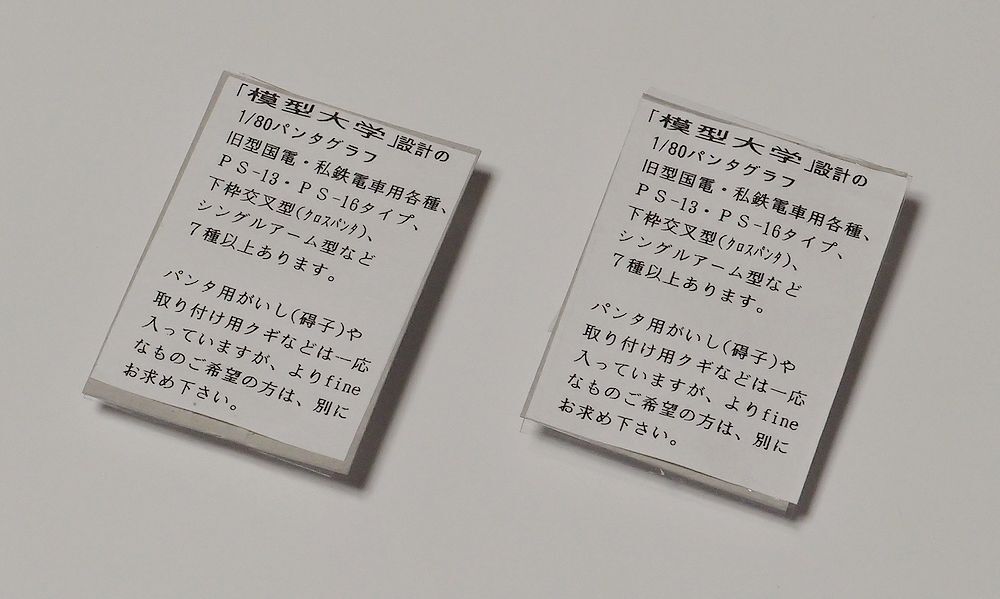 「模型大学」設計の
1/80パンタグラフ
旧型国電・私鉄電車用各種、
PS-13・PS-16タイプ、
下枠交叉型(ｸﾛｽﾊﾟﾝﾀ)、
シングルアーム型など
7種以上あります。
パンタ用がいし(碍子)や
取り付け用クギなどは一応
入っていますが、よりfine
なものご希望の方は、別に
お求め下さい。
「模型大学」設計の
1/80パンタグラフ
旧型国電・私鉄電車用各種、
PS-13・PS-16タイプ、
下枠交叉型(ｸﾛｽﾊﾟﾝﾀ)、
シングルアーム型など
7種以上あります。
パンタ用がいし(碍子)や
取り付け用クギなどは一応
入っていますが、よりfine
なものご希望の方は、別に
お求め下さい。